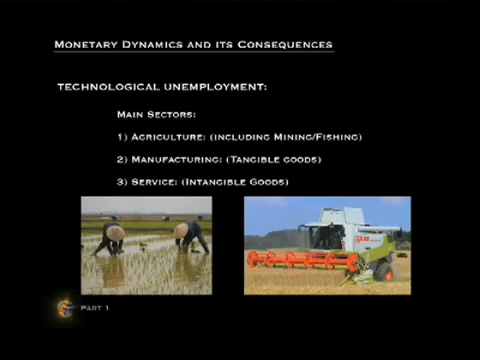 Monetary Dynamics and its Consequences
TECHNOLOGICAL UNEMPLOYMENT:
Main Sectors:
1) Agriculture: (including Mining/Fishing)
2) Manufacturing: (Tangible goods)
3) Service: (Intangible Goods)
Part 1